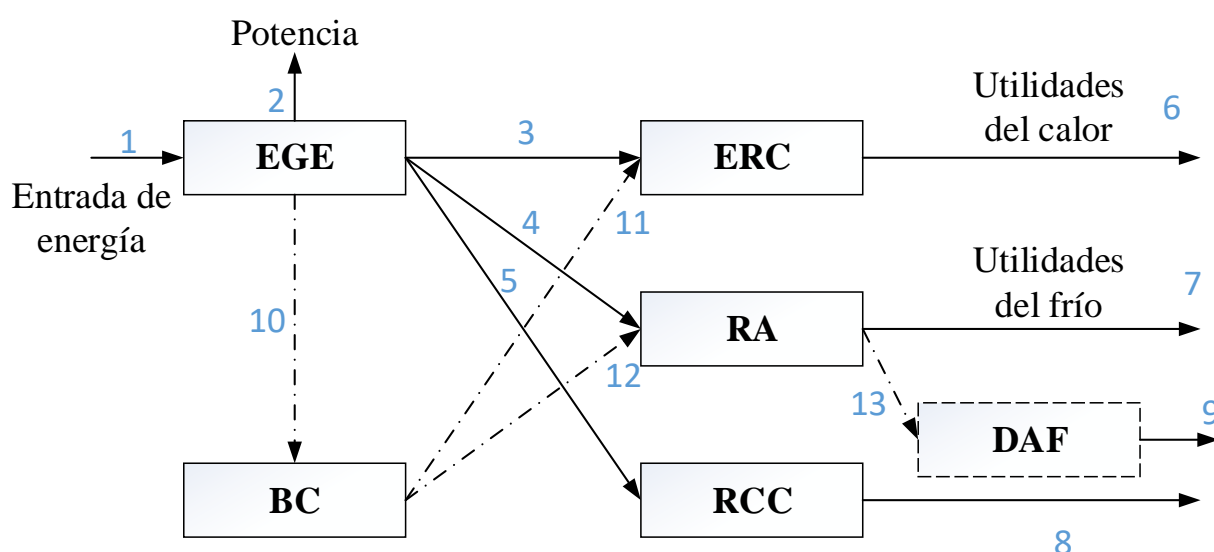 Potencia
2
1
EGE
3
ERC
Utilidades
del calor
6
Entrada de
energía
4
11
5
10
RA
Utilidades
del frío
7
12
13
DAF
9
BC
RCC
8